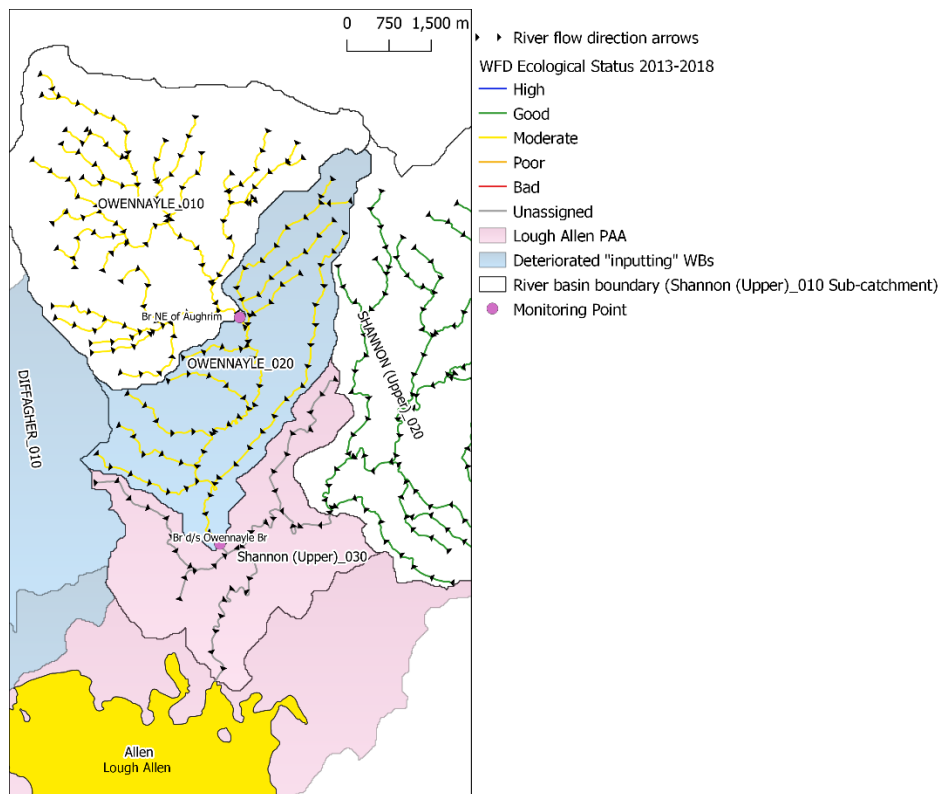 0 750 1,500 m
OWENNAYLE_010
Br NE of Aughrim
OWENNAYLE_020
DIFFAGHER_010
SHANNON (Upper)_020
Br d/s Owennayle Br
Shannon (Upper)_030
Allen
Lough Allen
River flow direction arrows
WFD Ecological Status 2013-2018
High
Good
Moderate
Poor
Bad
Unassigned
Lough Allen PAA
Deteriorated "inputting" WBs
River basin boundary (Shannon (Upper)_010 Sub-catchment)
Monitoring Point